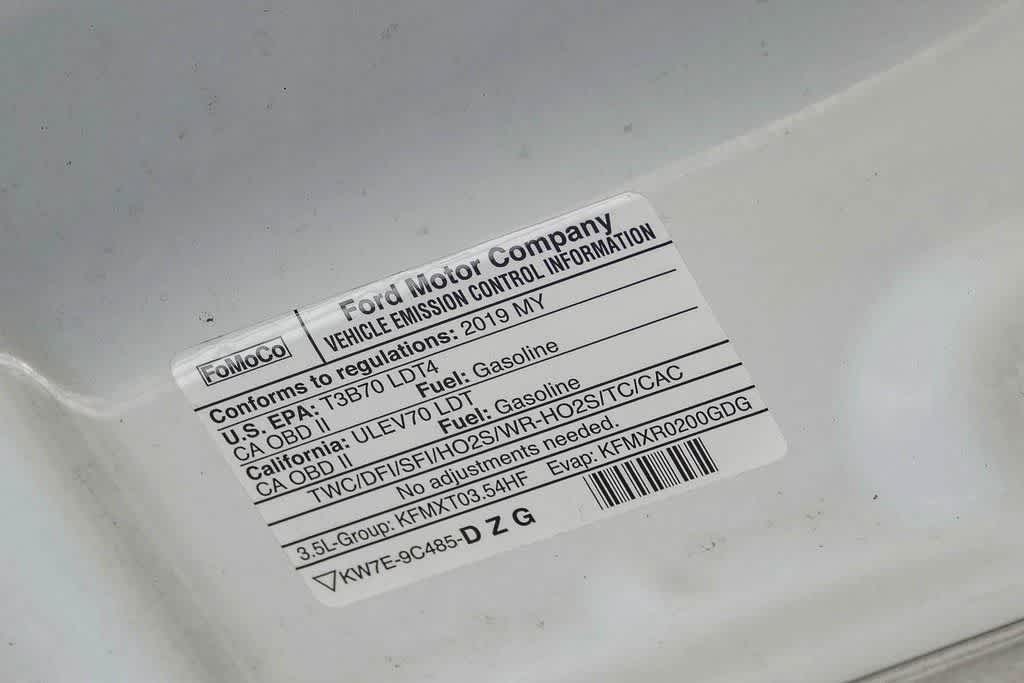 FoMoCo
Ford Motor Company
VEHICLE EMISSION CONTROL INFORMATION
Conforms to regulations: 2019 MY
U.S. EPA: T3B70 LDT4
CA OBD II Fuel: Gasoline
California: ULEV70 LDT
CA OBD II Fuel: Gasoline
TWC/DFI/SFI/HO2S/WR-HO2S/TC/CAC
No adjustments needed.
3.5L-Group: KFMXT03.54HF Evap: KFMXR0200GDG
KW7E-9C485-DZG